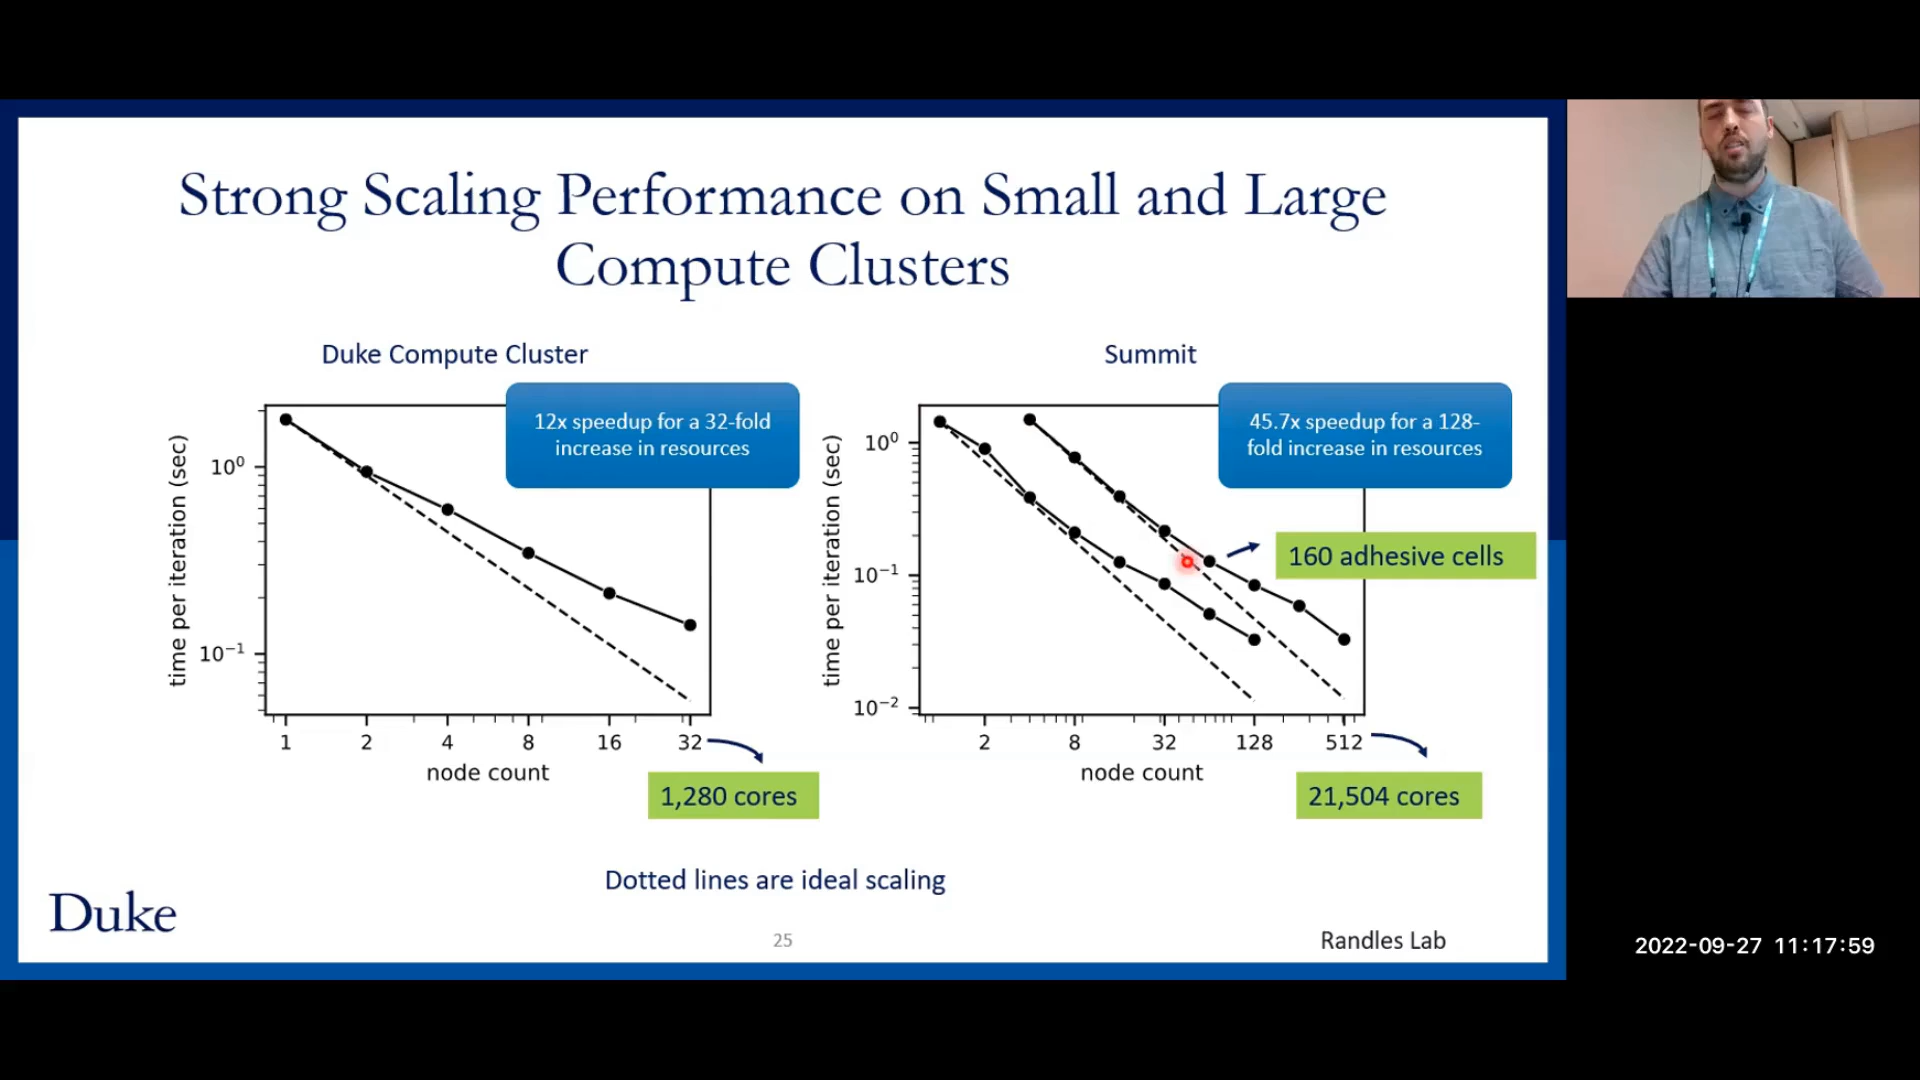 Strong Scaling Performance on Small and Large
Compute Clusters
Duke Compute Cluster
12x speedup for a 32-fold
increase in resources
time per iteration (sec)
10⁰
10⁻¹
1 2 4 8 16 32
node count
1,280 cores
Summit
45.7x speedup for a 128-
fold increase in resources
160 adhesive cells
time per iteration (sec)
10⁰
10⁻¹
10⁻²
2 8 32 128 512
node count
21,504 cores
Dotted lines are ideal scaling
Duke
25
Randles Lab
2022-09-27 11:17:59